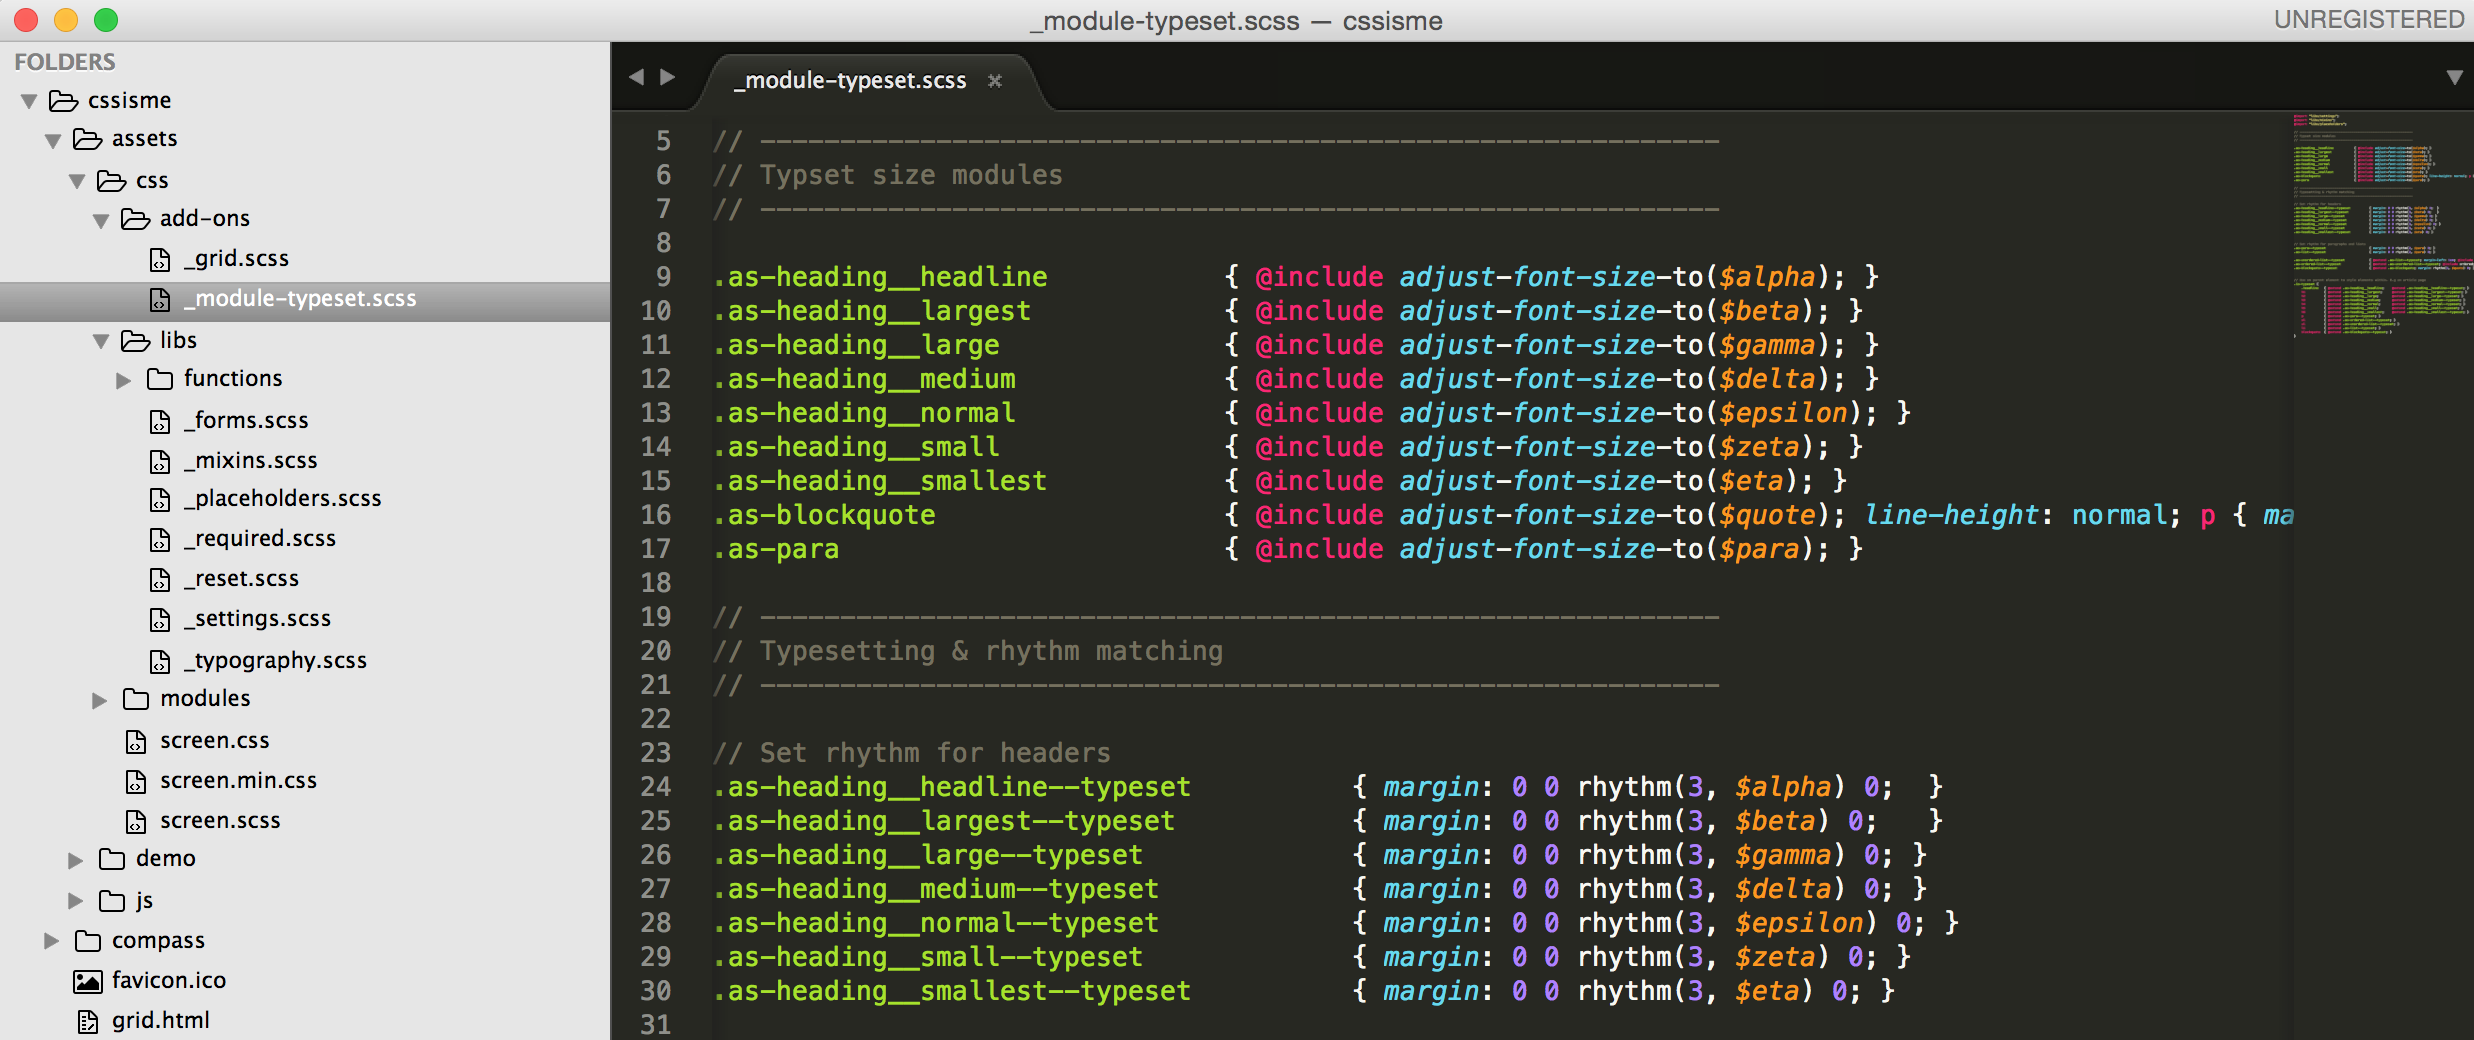 _module-typeset.scss — cssisme
UNREGISTERED
FOLDERS
cssisme
assets
css
add-ons
_grid.scss
_module-typeset.scss
libs
functions
_forms.scss
_mixins.scss
_placeholders.scss
_required.scss
_reset.scss
_settings.scss
_typography.scss
modules
screen.css
screen.min.css
screen.scss
demo
js
compass
favicon.ico
grid.html
_module-typeset.scss ×
5 // ------------------------------------------------------------
6 // Typset size modules
7 // ------------------------------------------------------------
8
9 .as-heading__headline { @include adjust-font-size-to($alpha); }
10 .as-heading__largest { @include adjust-font-size-to($beta); }
11 .as-heading__large { @include adjust-font-size-to($gamma); }
12 .as-heading__medium { @include adjust-font-size-to($delta); }
13 .as-heading__normal { @include adjust-font-size-to($epsilon); }
14 .as-heading__small { @include adjust-font-size-to($zeta); }
15 .as-heading__smallest { @include adjust-font-size-to($eta); }
16 .as-blockquote { @include adjust-font-size-to($quote); line-height: normal; p { ma
17 .as-para { @include adjust-font-size-to($para); }
18
19 // ------------------------------------------------------------
20 // Typesetting & rhythm matching
21 // ------------------------------------------------------------
22
23 // Set rhythm for headers
24 .as-heading__headline--typeset { margin: 0 0 rhythm(3, $alpha) 0; }
25 .as-heading__largest--typeset { margin: 0 0 rhythm(3, $beta) 0; }
26 .as-heading__large--typeset { margin: 0 0 rhythm(3, $gamma) 0; }
27 .as-heading__medium--typeset { margin: 0 0 rhythm(3, $delta) 0; }
28 .as-heading__normal--typeset { margin: 0 0 rhythm(3, $epsilon) 0; }
29 .as-heading__small--typeset { margin: 0 0 rhythm(3, $zeta) 0; }
30 .as-heading__smallest--typeset { margin: 0 0 rhythm(3, $eta) 0; }
31